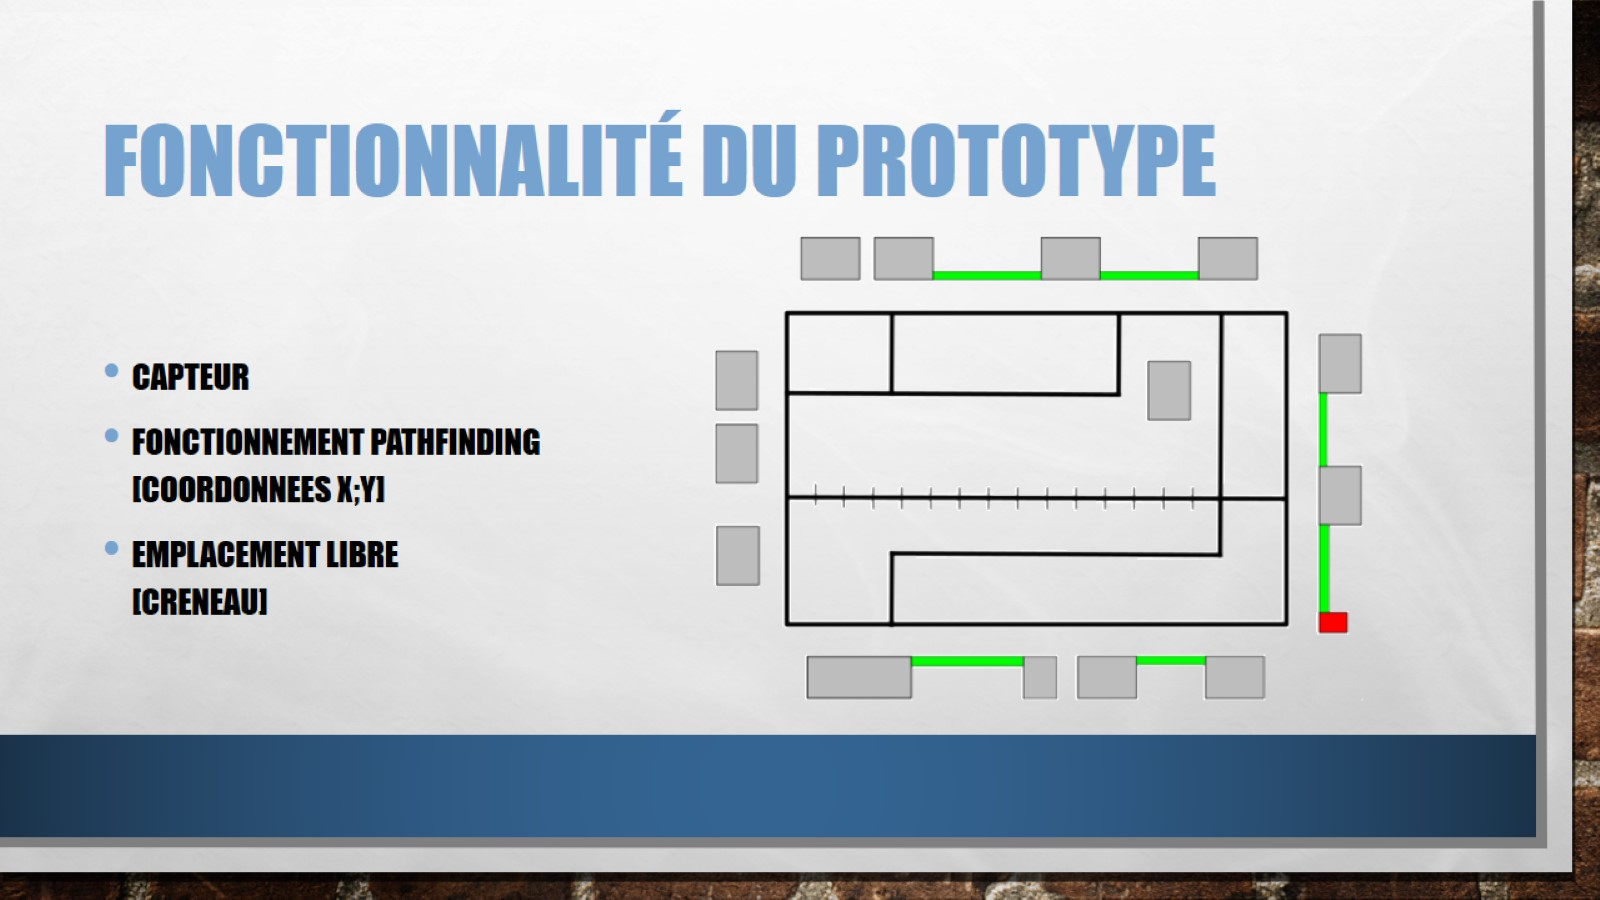 FONCTIONNALITÉ DU PROTOTYPE
CAPTEUR
FONCTIONNEMENT PATHFINDING
[COORDONNEES X;Y]
EMPLACEMENT LIBRE
[CRENEAU]